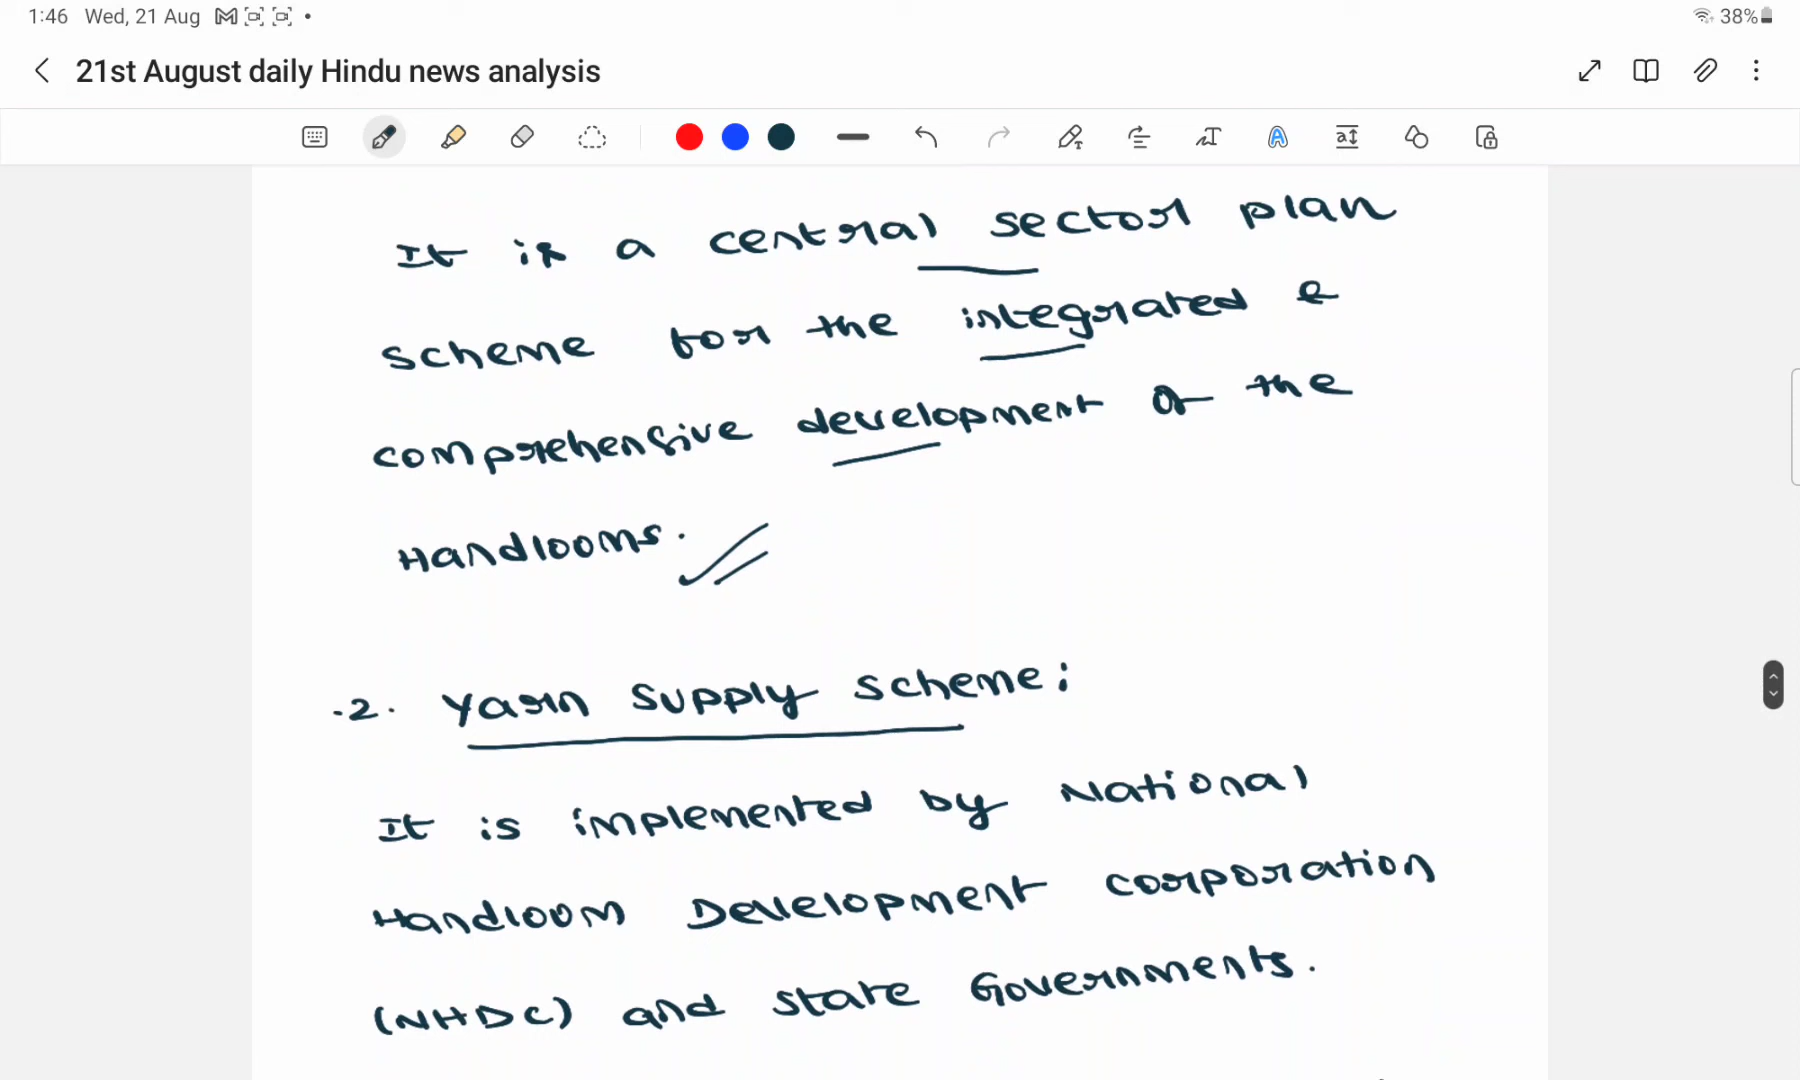 1:46 Wed, 21 Aug
38%
21st August daily Hindu news analysis
It is a central sector plan
scheme for the integrated &
comprehensive development of the
Handlooms.
.2. Yarn Supply Scheme:
It is implemented by National
Handloom Development corporation
(NHDC) and state Governments.